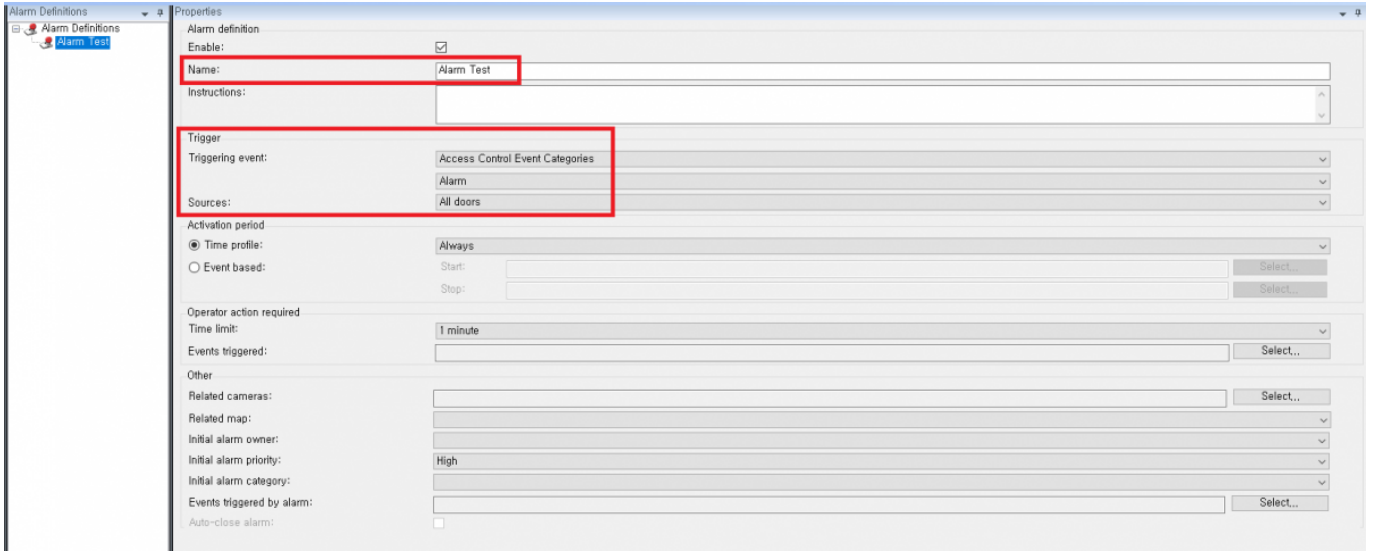 Alarm Definitions
Alarm Definitions
Alarm Test
Properties
Alarm definition
Enable:
Name: Alarm Test
Instructions:
Trigger
Triggering event: Access Control Event Categories
Alarm
Sources: All doors
Activation period
Time profile: Always
Event based: Start: Select...
Stop: Select...
Operator action required
Time limit: 1 minute
Events triggered: Select...
Other
Related cameras: Select...
Related map:
Initial alarm owner:
Initial alarm priority: High
Initial alarm category:
Events triggered by alarm: Select...
Auto-close alarm: